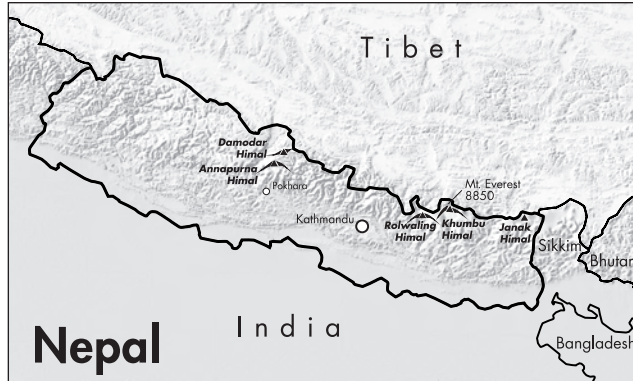 Tibet
Damodar
Himal
Annapurna
Himal
Pokhara
Mt. Everest
8850
Kathmandu
Rolwaling
Himal
Khumbu
Himal
Janak
Himal
Sikkim
Bhutan
India
Bangladesh
Nepal